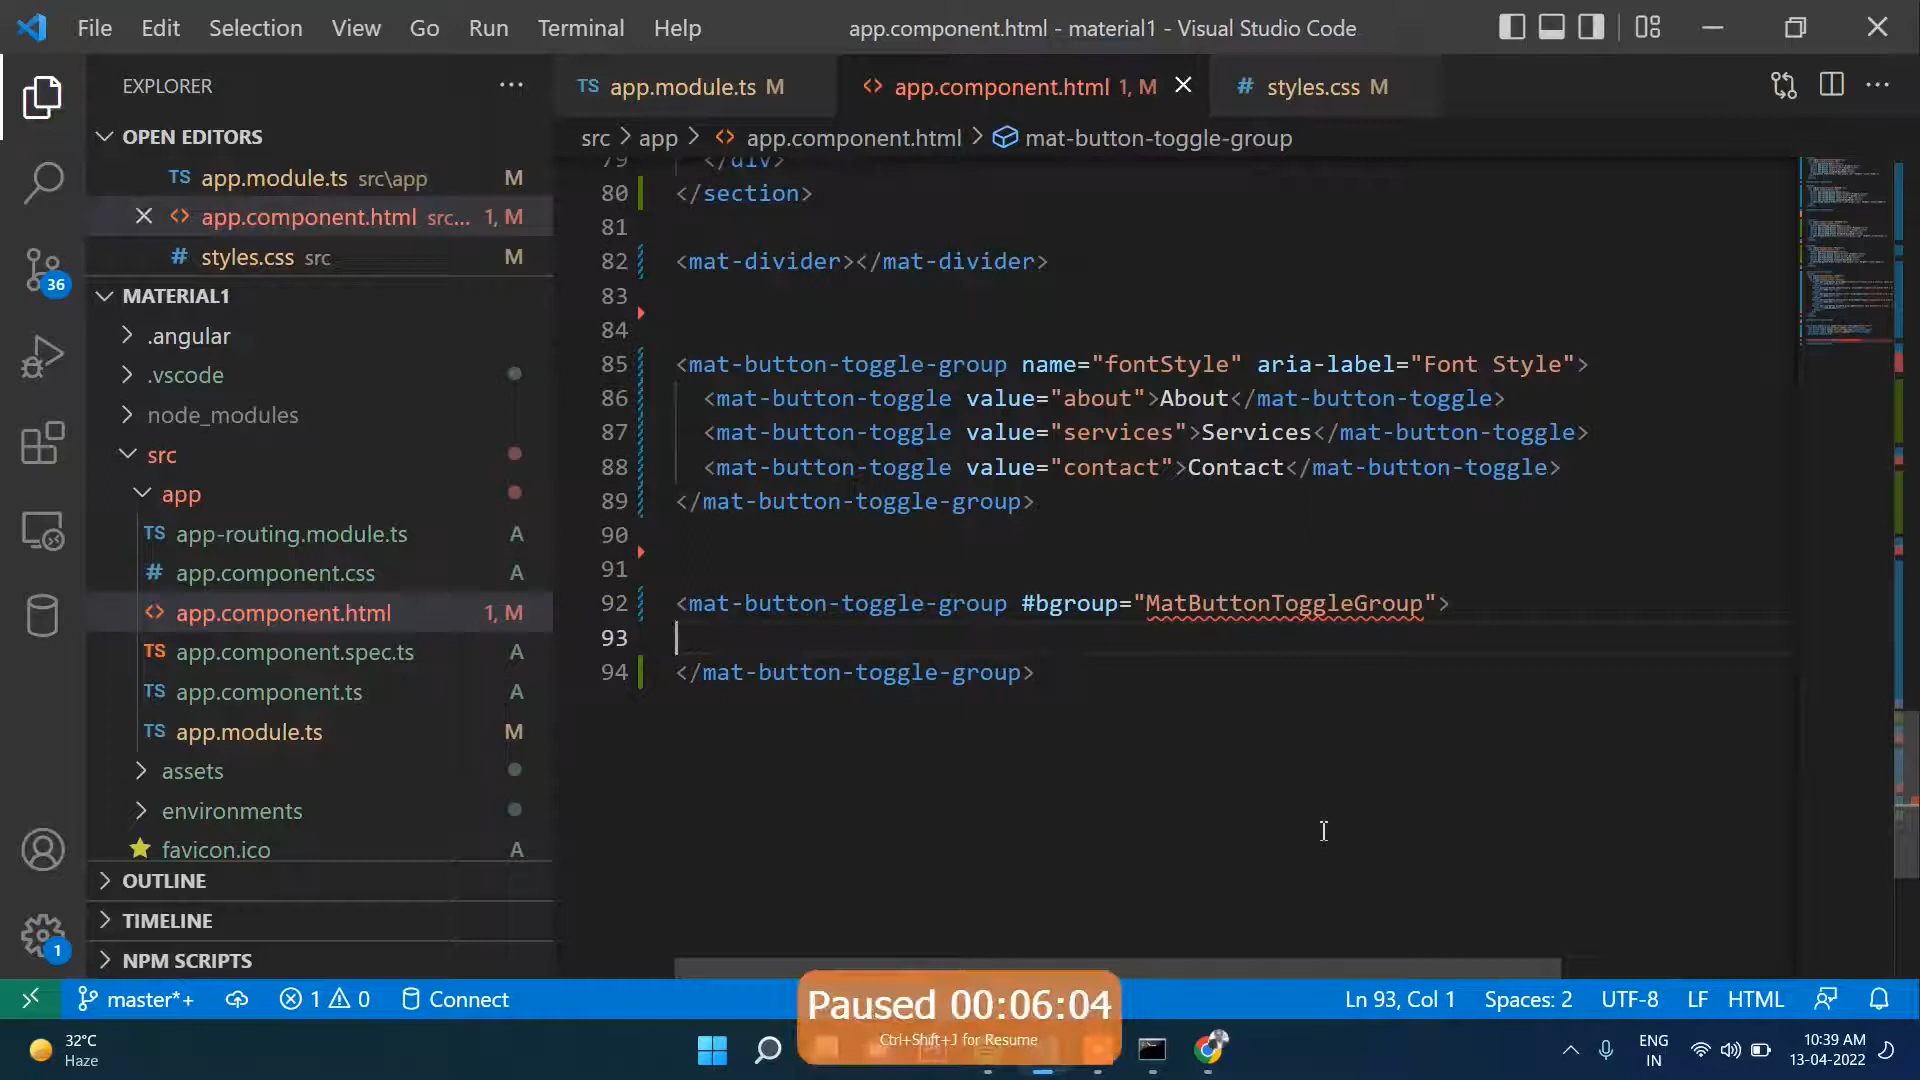 File Edit Selection View Go Run Terminal Help
app.component.html - material1 - Visual Studio Code
EXPLORER
TS app.module.ts M
<> app.component.html 1, M
# styles.css M
OPEN EDITORS
TS app.module.ts src\app M
<> app.component.html src... 1, M
# styles.css src M
MATERIAL1
.angular
.vscode
node_modules
src
app
TS app-routing.module.ts A
# app.component.css A
<> app.component.html 1, M
TS app.component.spec.ts A
TS app.component.ts A
TS app.module.ts M
assets
environments
favicon.ico A
OUTLINE
TIMELINE
NPM SCRIPTS
36
1
src > app > <> app.component.html > mat-button-toggle-group
79 </div>
80 </section>
81
82 <mat-divider></mat-divider>
83
84
85 <mat-button-toggle-group name="fontStyle" aria-label="Font Style">
86 <mat-button-toggle value="about">About</mat-button-toggle>
87 <mat-button-toggle value="services">Services</mat-button-toggle>
88 <mat-button-toggle value="contact">Contact</mat-button-toggle>
89 </mat-button-toggle-group>
90
91
92 <mat-button-toggle-group #bgroup="MatButtonToggleGroup">
93
94 </mat-button-toggle-group>
master*+ 1 0 Connect
Ln 93, Col 1 Spaces: 2 UTF-8 LF HTML
Paused 00:06:04
Ctrl+Shift+J for Resume
32°C
Haze
ENG
IN
10:39 AM
13-04-2022